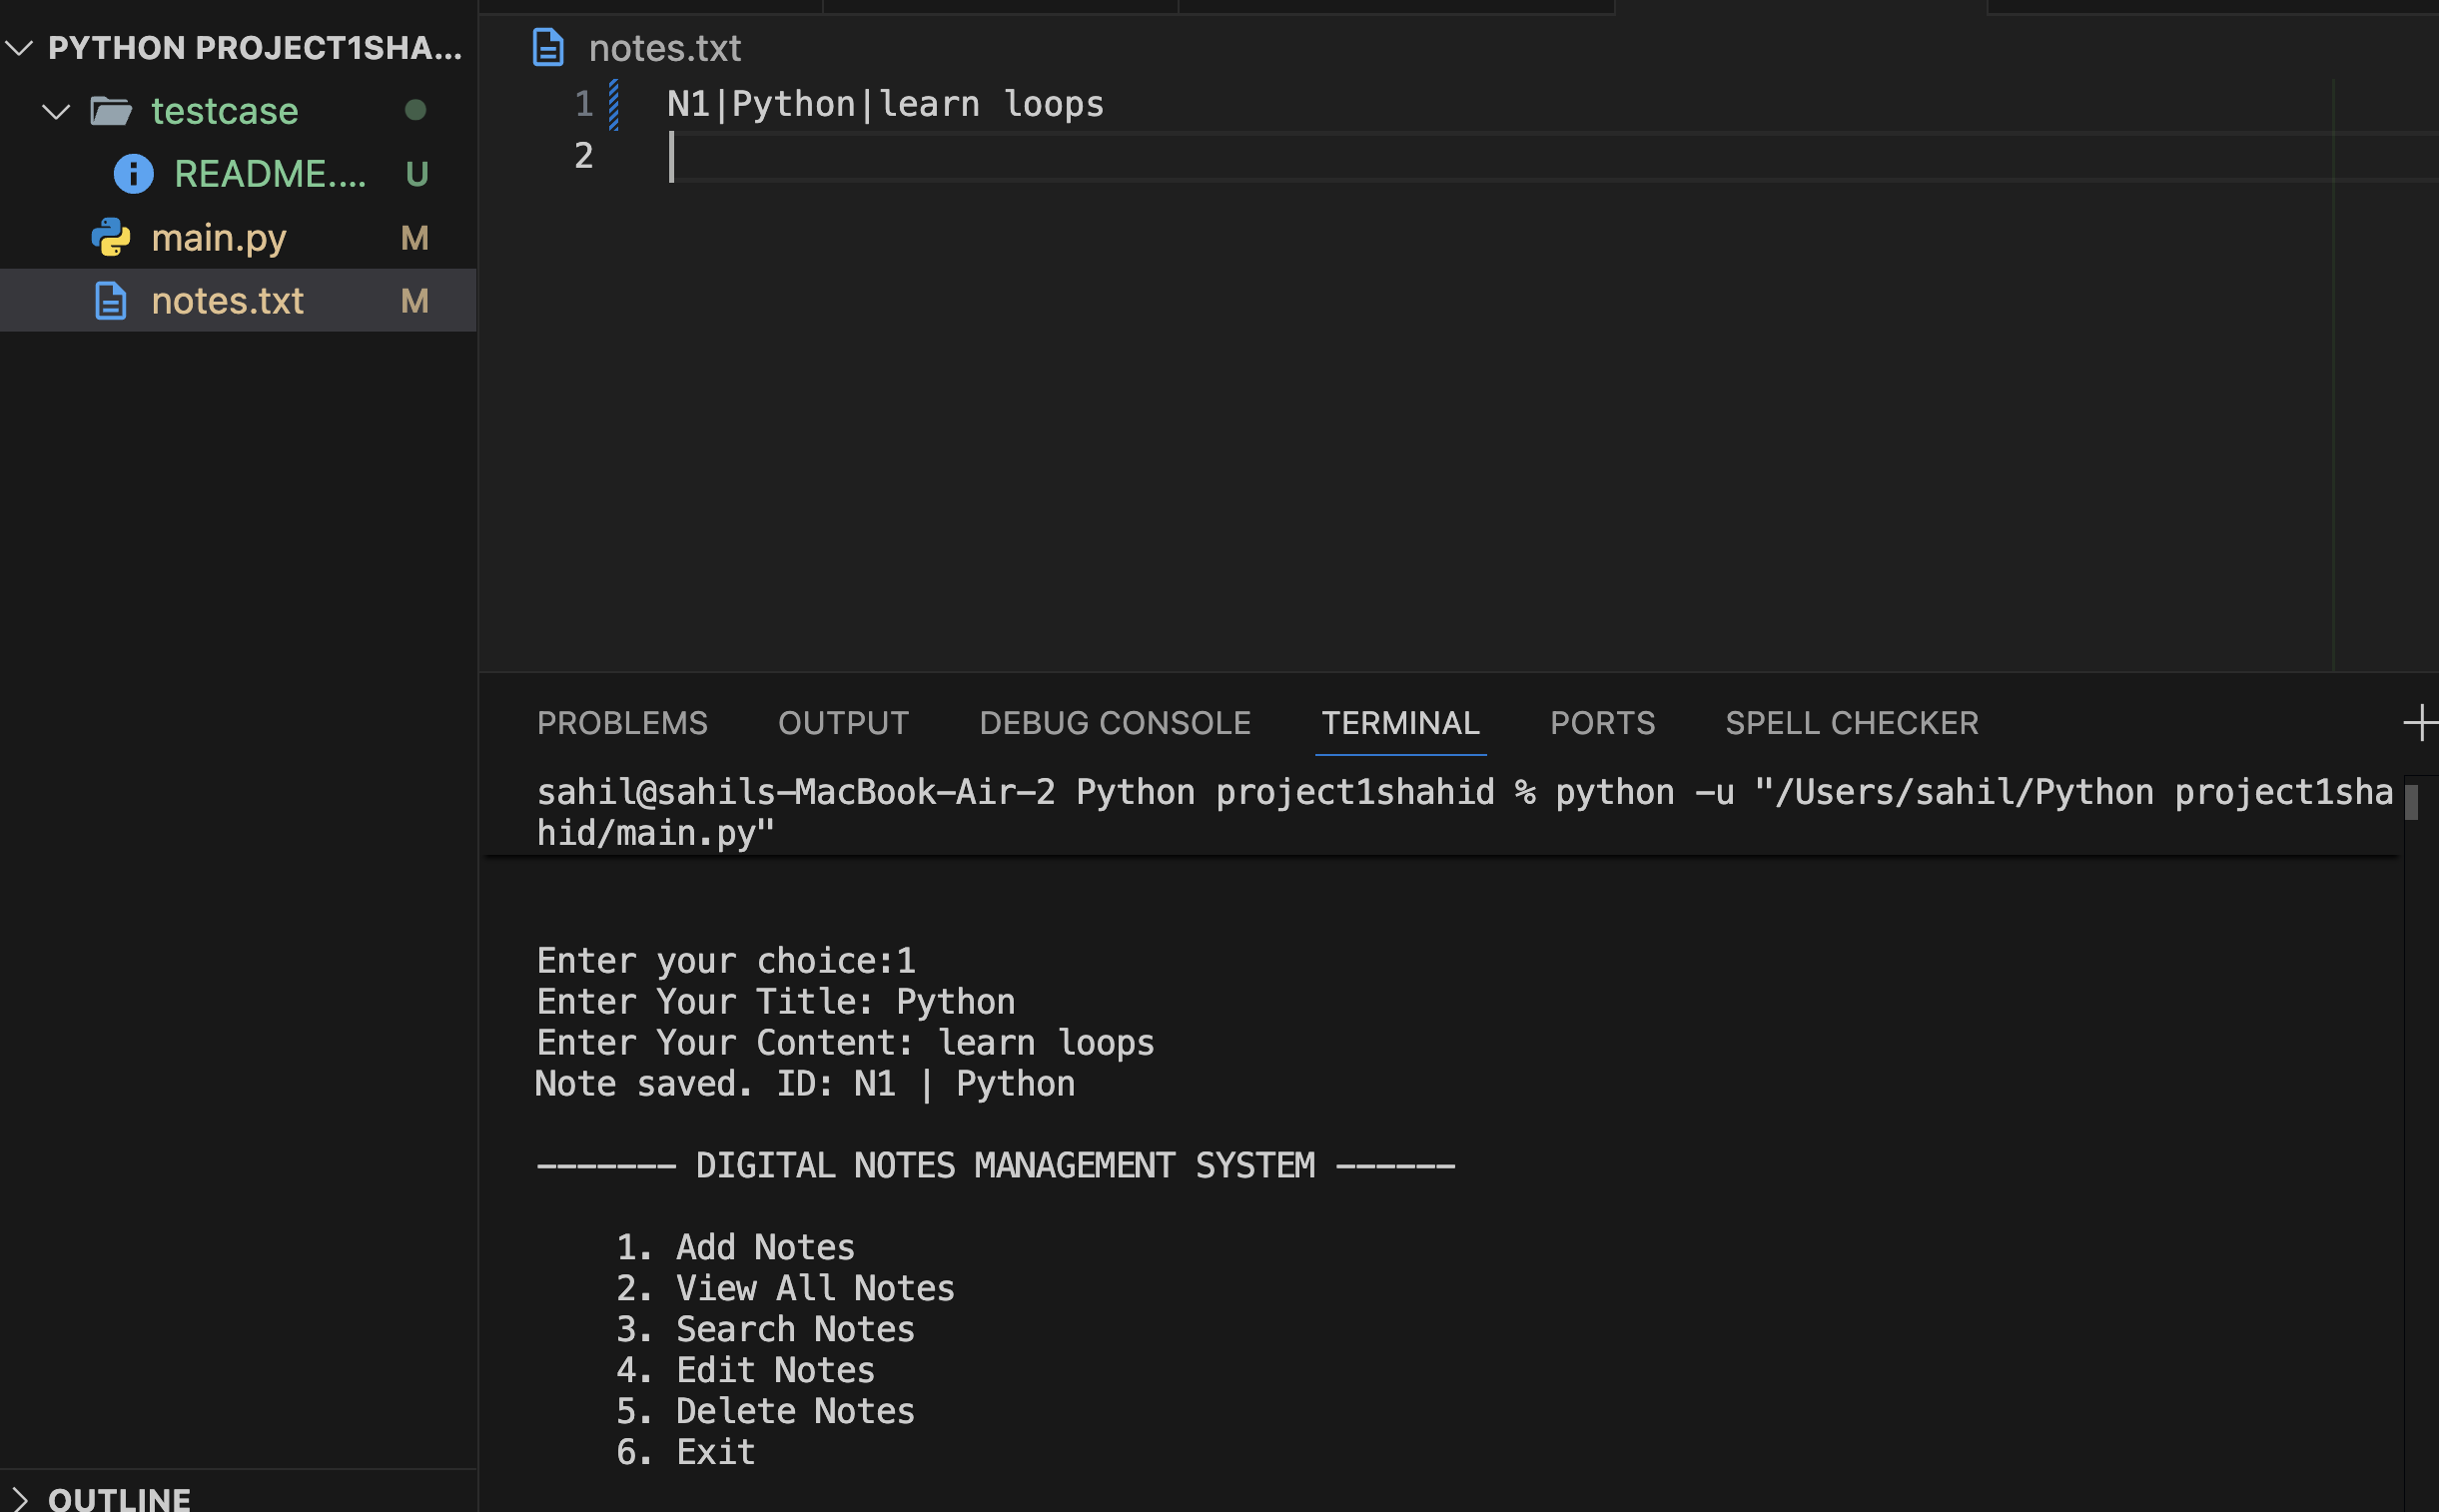 PYTHON PROJECT1SHA...
testcase
README.... U
main.py M
notes.txt M
OUTLINE
notes.txt
1 N1|Python|learn loops
2
PROBLEMS OUTPUT DEBUG CONSOLE TERMINAL PORTS SPELL CHECKER
sahil@sahils-MacBook-Air-2 Python project1shahid % python -u "/Users/sahil/Python project1sha
hid/main.py"
Enter your choice:1
Enter Your Title: Python
Enter Your Content: learn loops
Note saved. ID: N1 | Python
------- DIGITAL NOTES MANAGEMENT SYSTEM ------
1. Add Notes
2. View All Notes
3. Search Notes
4. Edit Notes
5. Delete Notes
6. Exit